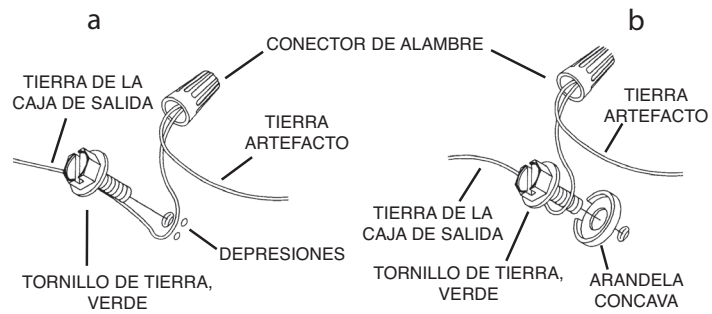 a
b
CONECTOR DE ALAMBRE
TIERRA DE LA
CAJA DE SALIDA
TIERRA
ARTEFACTO
DEPRESIONES
TORNILLO DE TIERRA,
VERDE
TIERRA
ARTEFACTO
TIERRA DE LA
CAJA DE SALIDA
TORNILLO DE TIERRA,
VERDE
ARANDELA
CONCAVA